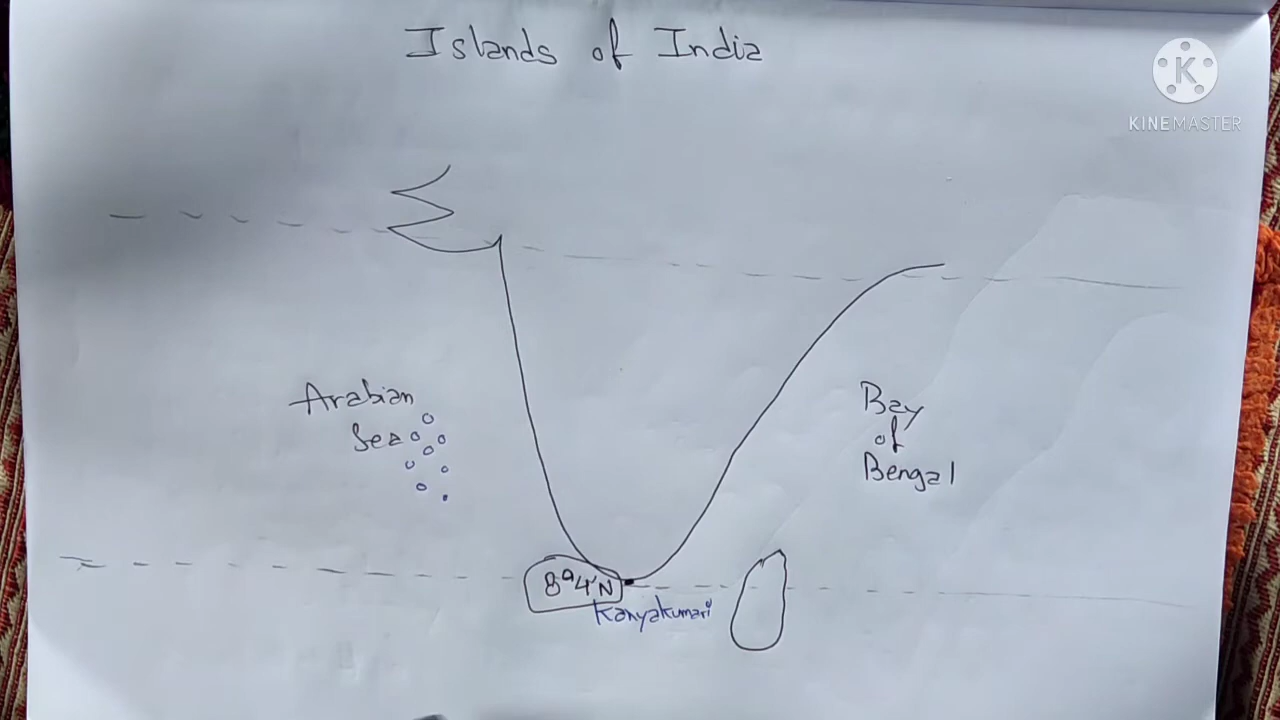 Islands of India
K
KINEMASTER
Arabian
Sea
Bay
of
Bengal
8°4'N
Kanyakumari